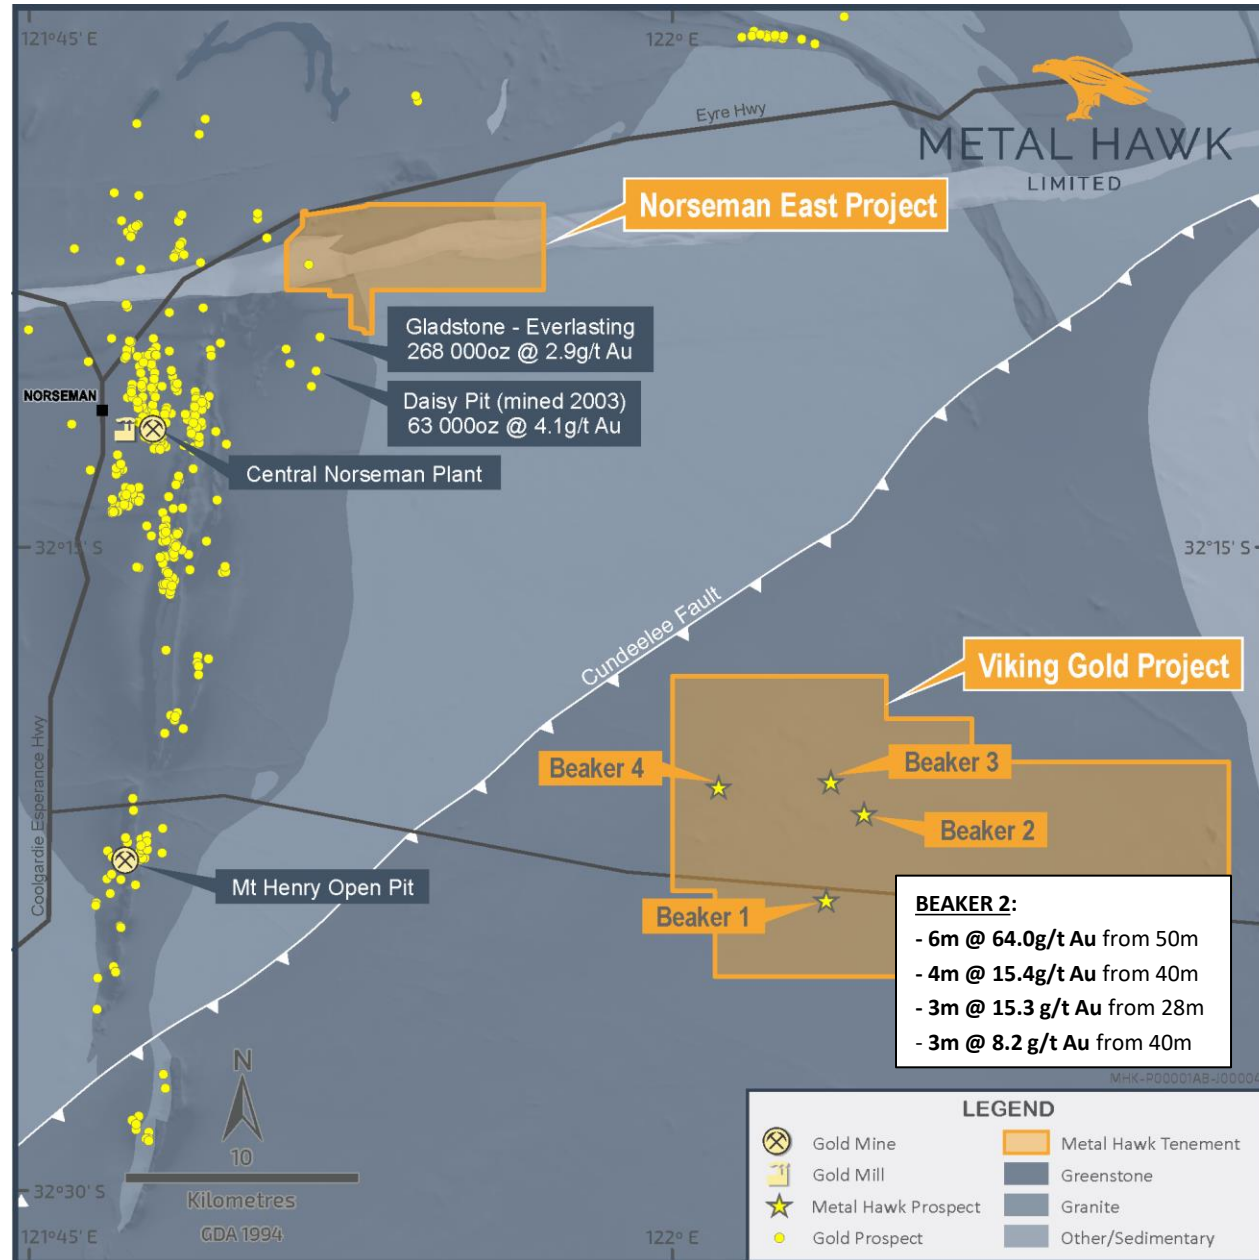 121°45' E
122° E
METAL HAWK
LIMITED
Eyre Hwy
Norseman East Project
Gladstone - Everlasting
268 000oz @ 2.9g/t Au
Daisy Pit (mined 2003)
63 000oz @ 4.1g/t Au
NORSEMAN
Central Norseman Plant
32°15' S
32°15' S
Cundeelee Fault
Viking Gold Project
Beaker 4
Beaker 3
Beaker 2
Coolgardie Esperance Hwy
Mt Henry Open Pit
Beaker 1
BEAKER 2:
- 6m @ 64.0g/t Au from 50m
- 4m @ 15.4g/t Au from 40m
- 3m @ 15.3 g/t Au from 28m
- 3m @ 8.2 g/t Au from 40m
MHK-P00001AB-J00004
N
10
Kilometres
GDA 1994
32°30' S
121°45' E
122° E
LEGEND
Gold Mine
Gold Mill
Metal Hawk Prospect
Gold Prospect
Metal Hawk Tenement
Greenstone
Granite
Other/Sedimentary